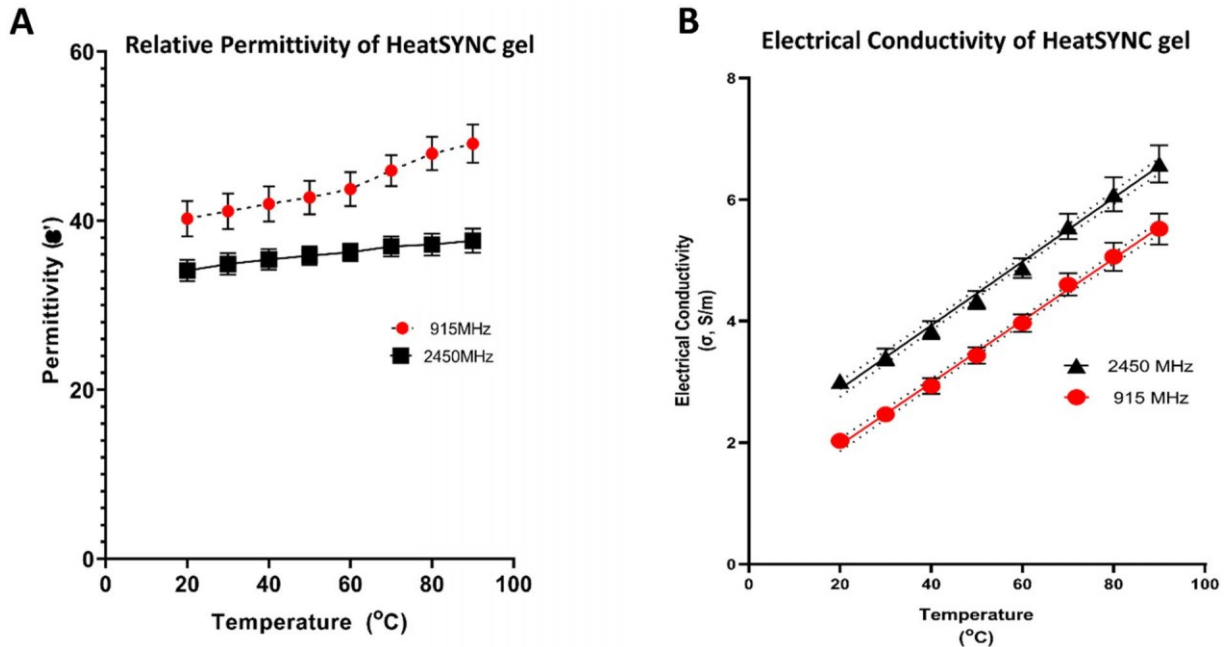 A
Relative Permittivity of HeatSYNC gel
60
40
20
0
Permittivity (ε')
915MHz
2450MHz
0 20 40 60 80 100
Temperature (°C)
B
Electrical Conductivity of HeatSYNC gel
8
6
4
2
0
Electrical Conductivity
(σ, S/m)
2450 MHz
915 MHz
0 20 40 60 80 100
Temperature
(°C)